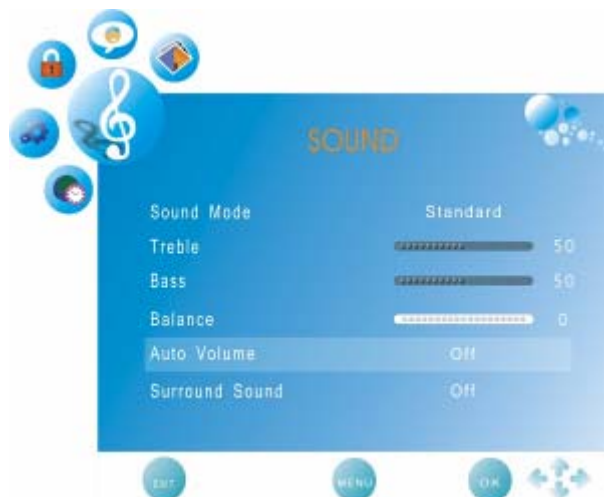 SOUND
Sound Mode Standard
Treble 50
Bass 50
Balance 0
Auto Volume Off
Surround Sound Off
EXIT MENU OK